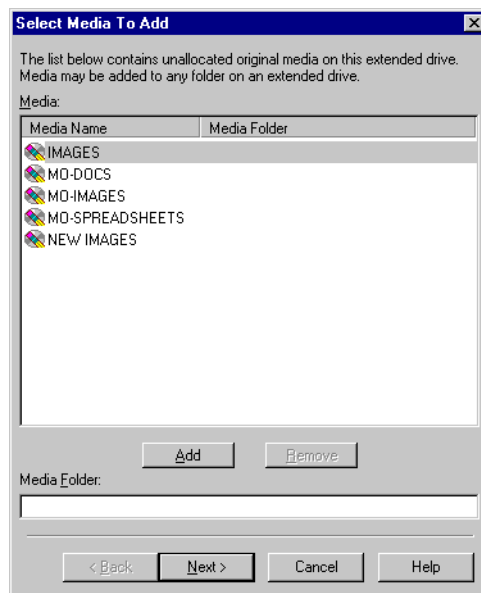 Select Media To Add
The list below contains unallocated original media on this extended drive.
Media may be added to any folder on an extended drive.
Media:
Media Name Media Folder
IMAGES
MO-DOCS
MO-IMAGES
MO-SPREADSHEETS
NEW IMAGES
Add Remove
Media Folder:
< Back Next > Cancel Help